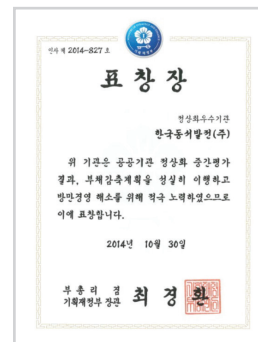 인사 제 2014-827 호
표 창 장
정상화우수기관
한국동서발전(주)
위 기관은 공공기관 정상화 중간평가
결과, 부채감축계획을 성실히 이행하고
방만경영 해소를 위해 적극 노력하였으므로
이에 표창합니다.
2014년 10월 30일
부 총 리 겸
기획재정부 장관 최 경 환